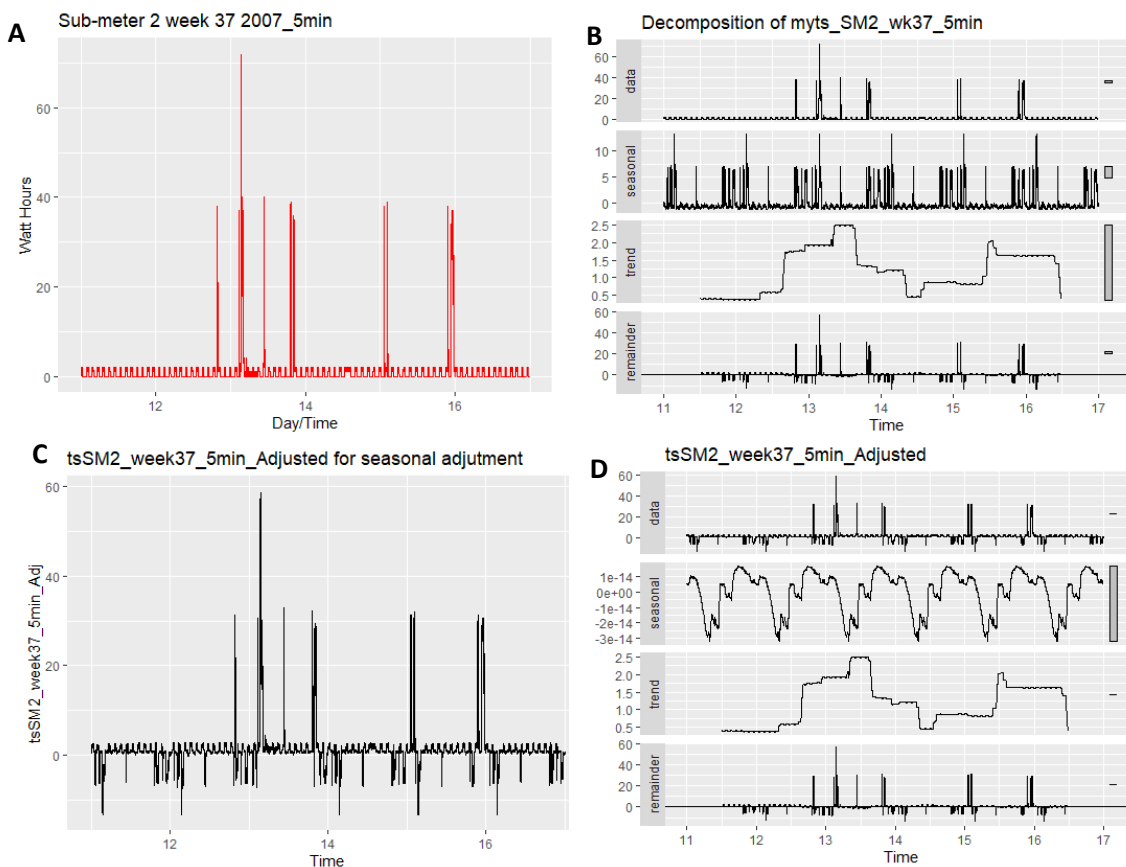 A
Sub-meter 2 week 37 2007_5min
Watt Hours
60
40
20
0
12
14
16
Day/Time
B
Decomposition of myts_SM2_wk37_5min
data
60
40
20
0
seasonal
10
5
0
trend
2.5
2.0
1.5
1.0
0.5
remainder
60
40
20
0
11
12
13
14
15
16
17
Time
C
tsSM2_week37_5min_Adjusted for seasonal adjutment
tsSM2_week37_5min_Adj
60
40
20
0
12
14
16
Time
D
tsSM2_week37_5min_Adjusted
data
60
40
20
0
seasonal
1e-14
0e+00
-1e-14
-2e-14
-3e-14
trend
2.5
2.0
1.5
1.0
0.5
remainder
60
40
20
0
11
12
13
14
15
16
17
Time